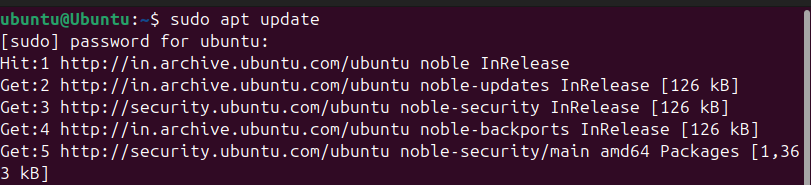 ubuntu@Ubuntu:~$ sudo apt update
[sudo] password for ubuntu:
Hit:1 http://in.archive.ubuntu.com/ubuntu noble InRelease
Get:2 http://in.archive.ubuntu.com/ubuntu noble-updates InRelease [126 kB]
Get:3 http://security.ubuntu.com/ubuntu noble-security InRelease [126 kB]
Get:4 http://in.archive.ubuntu.com/ubuntu noble-backports InRelease [126 kB]
Get:5 http://security.ubuntu.com/ubuntu noble-security/main amd64 Packages [1,36
3 kB]